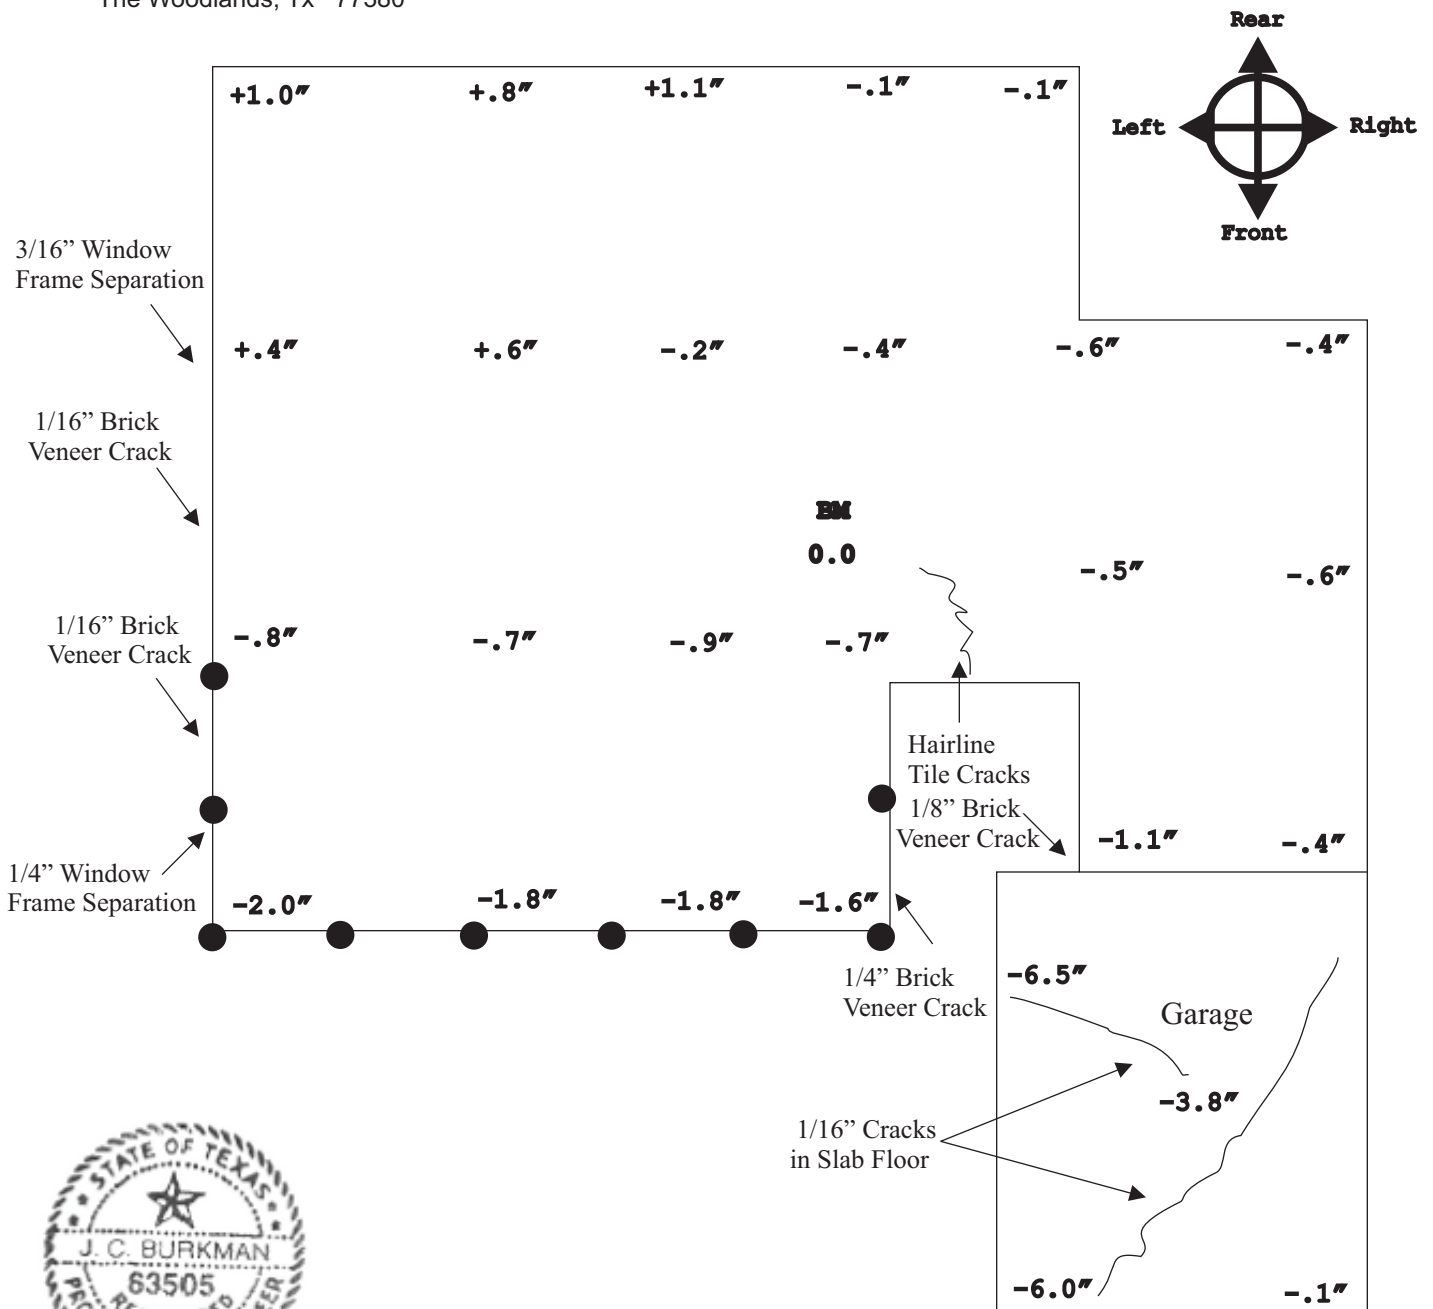 The Woodlands, Tx 77380
Rear
Left
Right
Front
+1.0″
+.8″
+1.1″
-.1″
-.1″
3/16” Window
Frame Separation
+.4″
+.6″
-.2″
-.4″
-.6″
-.4″
1/16” Brick
Veneer Crack
BM
0.0
-.5″
-.6″
1/16” Brick
Veneer Crack
-.8″
-.7″
-.9″
-.7″
Hairline
Tile Cracks
1/8” Brick
Veneer Crack
-1.1″
-.4″
1/4” Window
Frame Separation
-2.0″
-1.8″
-1.8″
-1.6″
1/4” Brick
Veneer Crack
-6.5″
Garage
-3.8″
1/16” Cracks
in Slab Floor
-6.0″
-.1″
STATE OF TEXAS
J. C. BURKMAN
63505